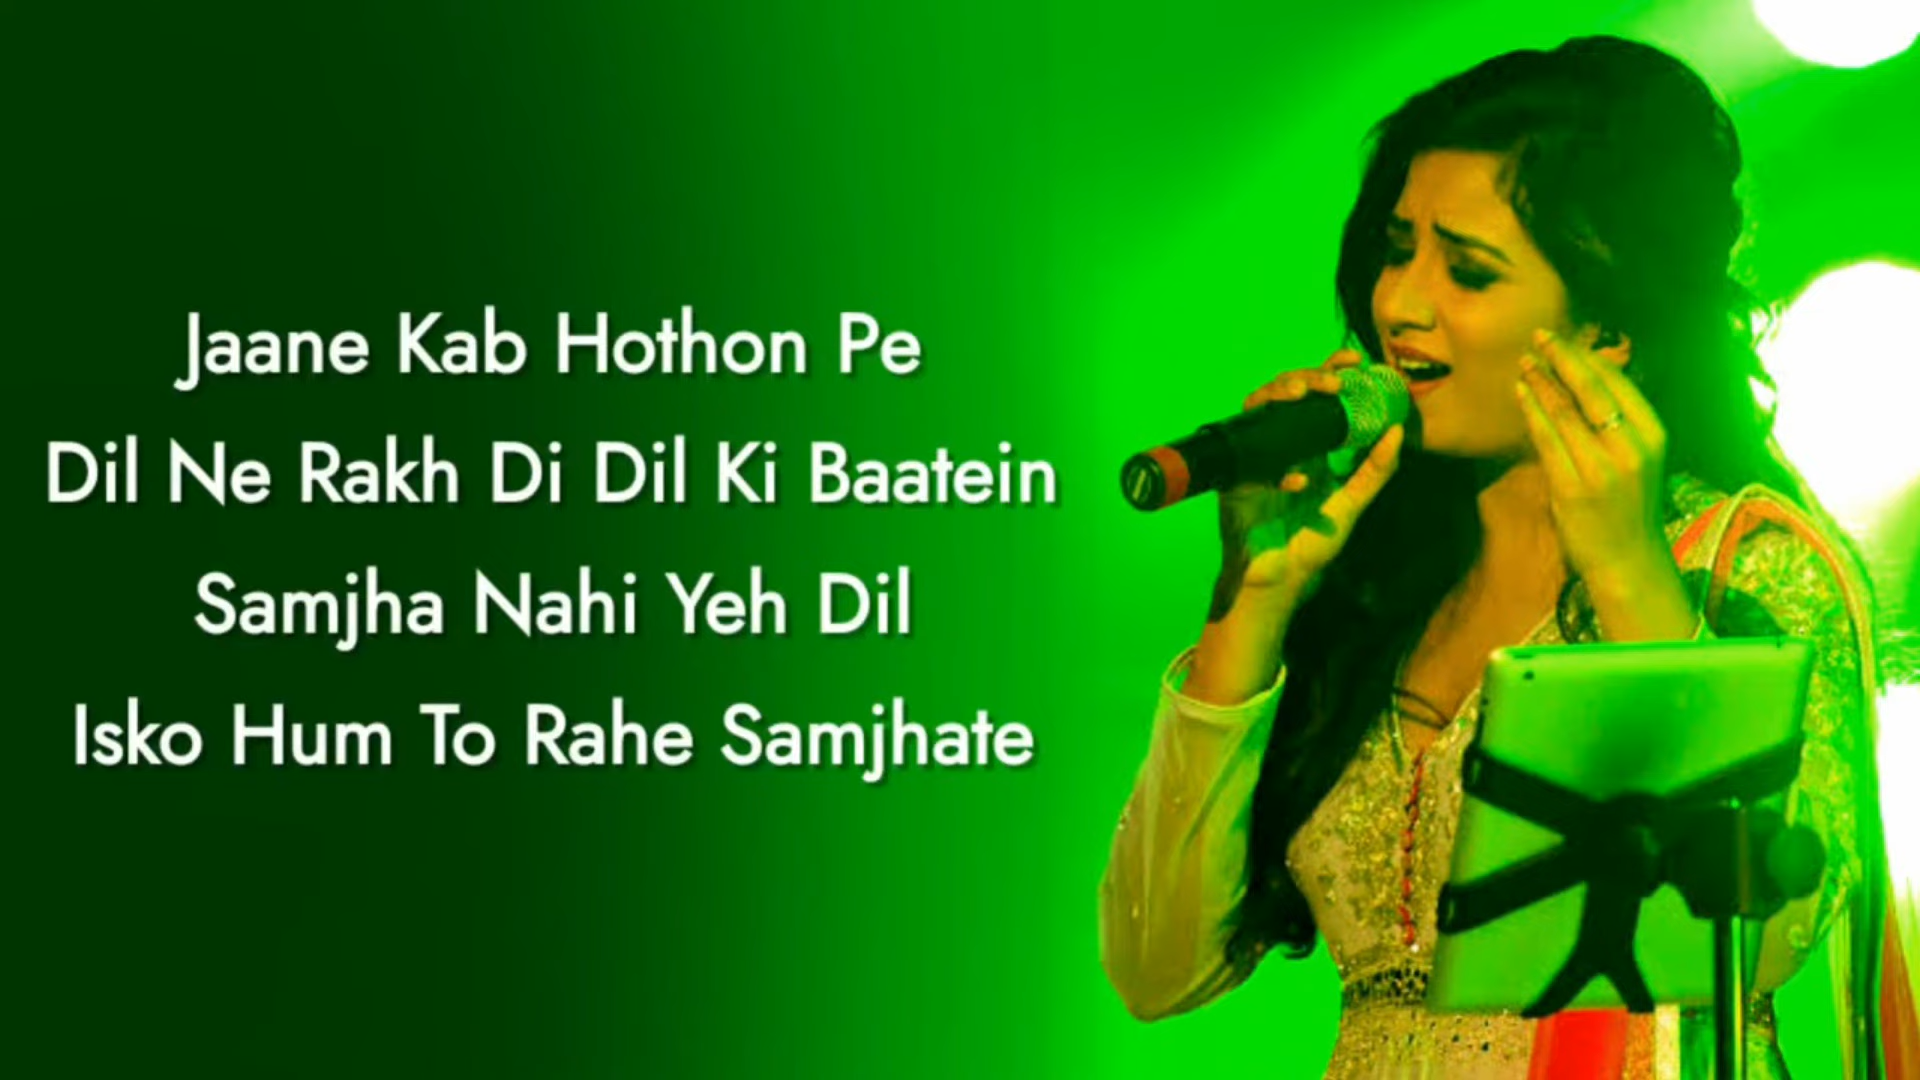 Jaane Kab Hothon Pe
Dil Ne Rakh Di Dil Ki Baatein
Samjha Nahi Yeh Dil
Isko Hum To Rahe Samjhate